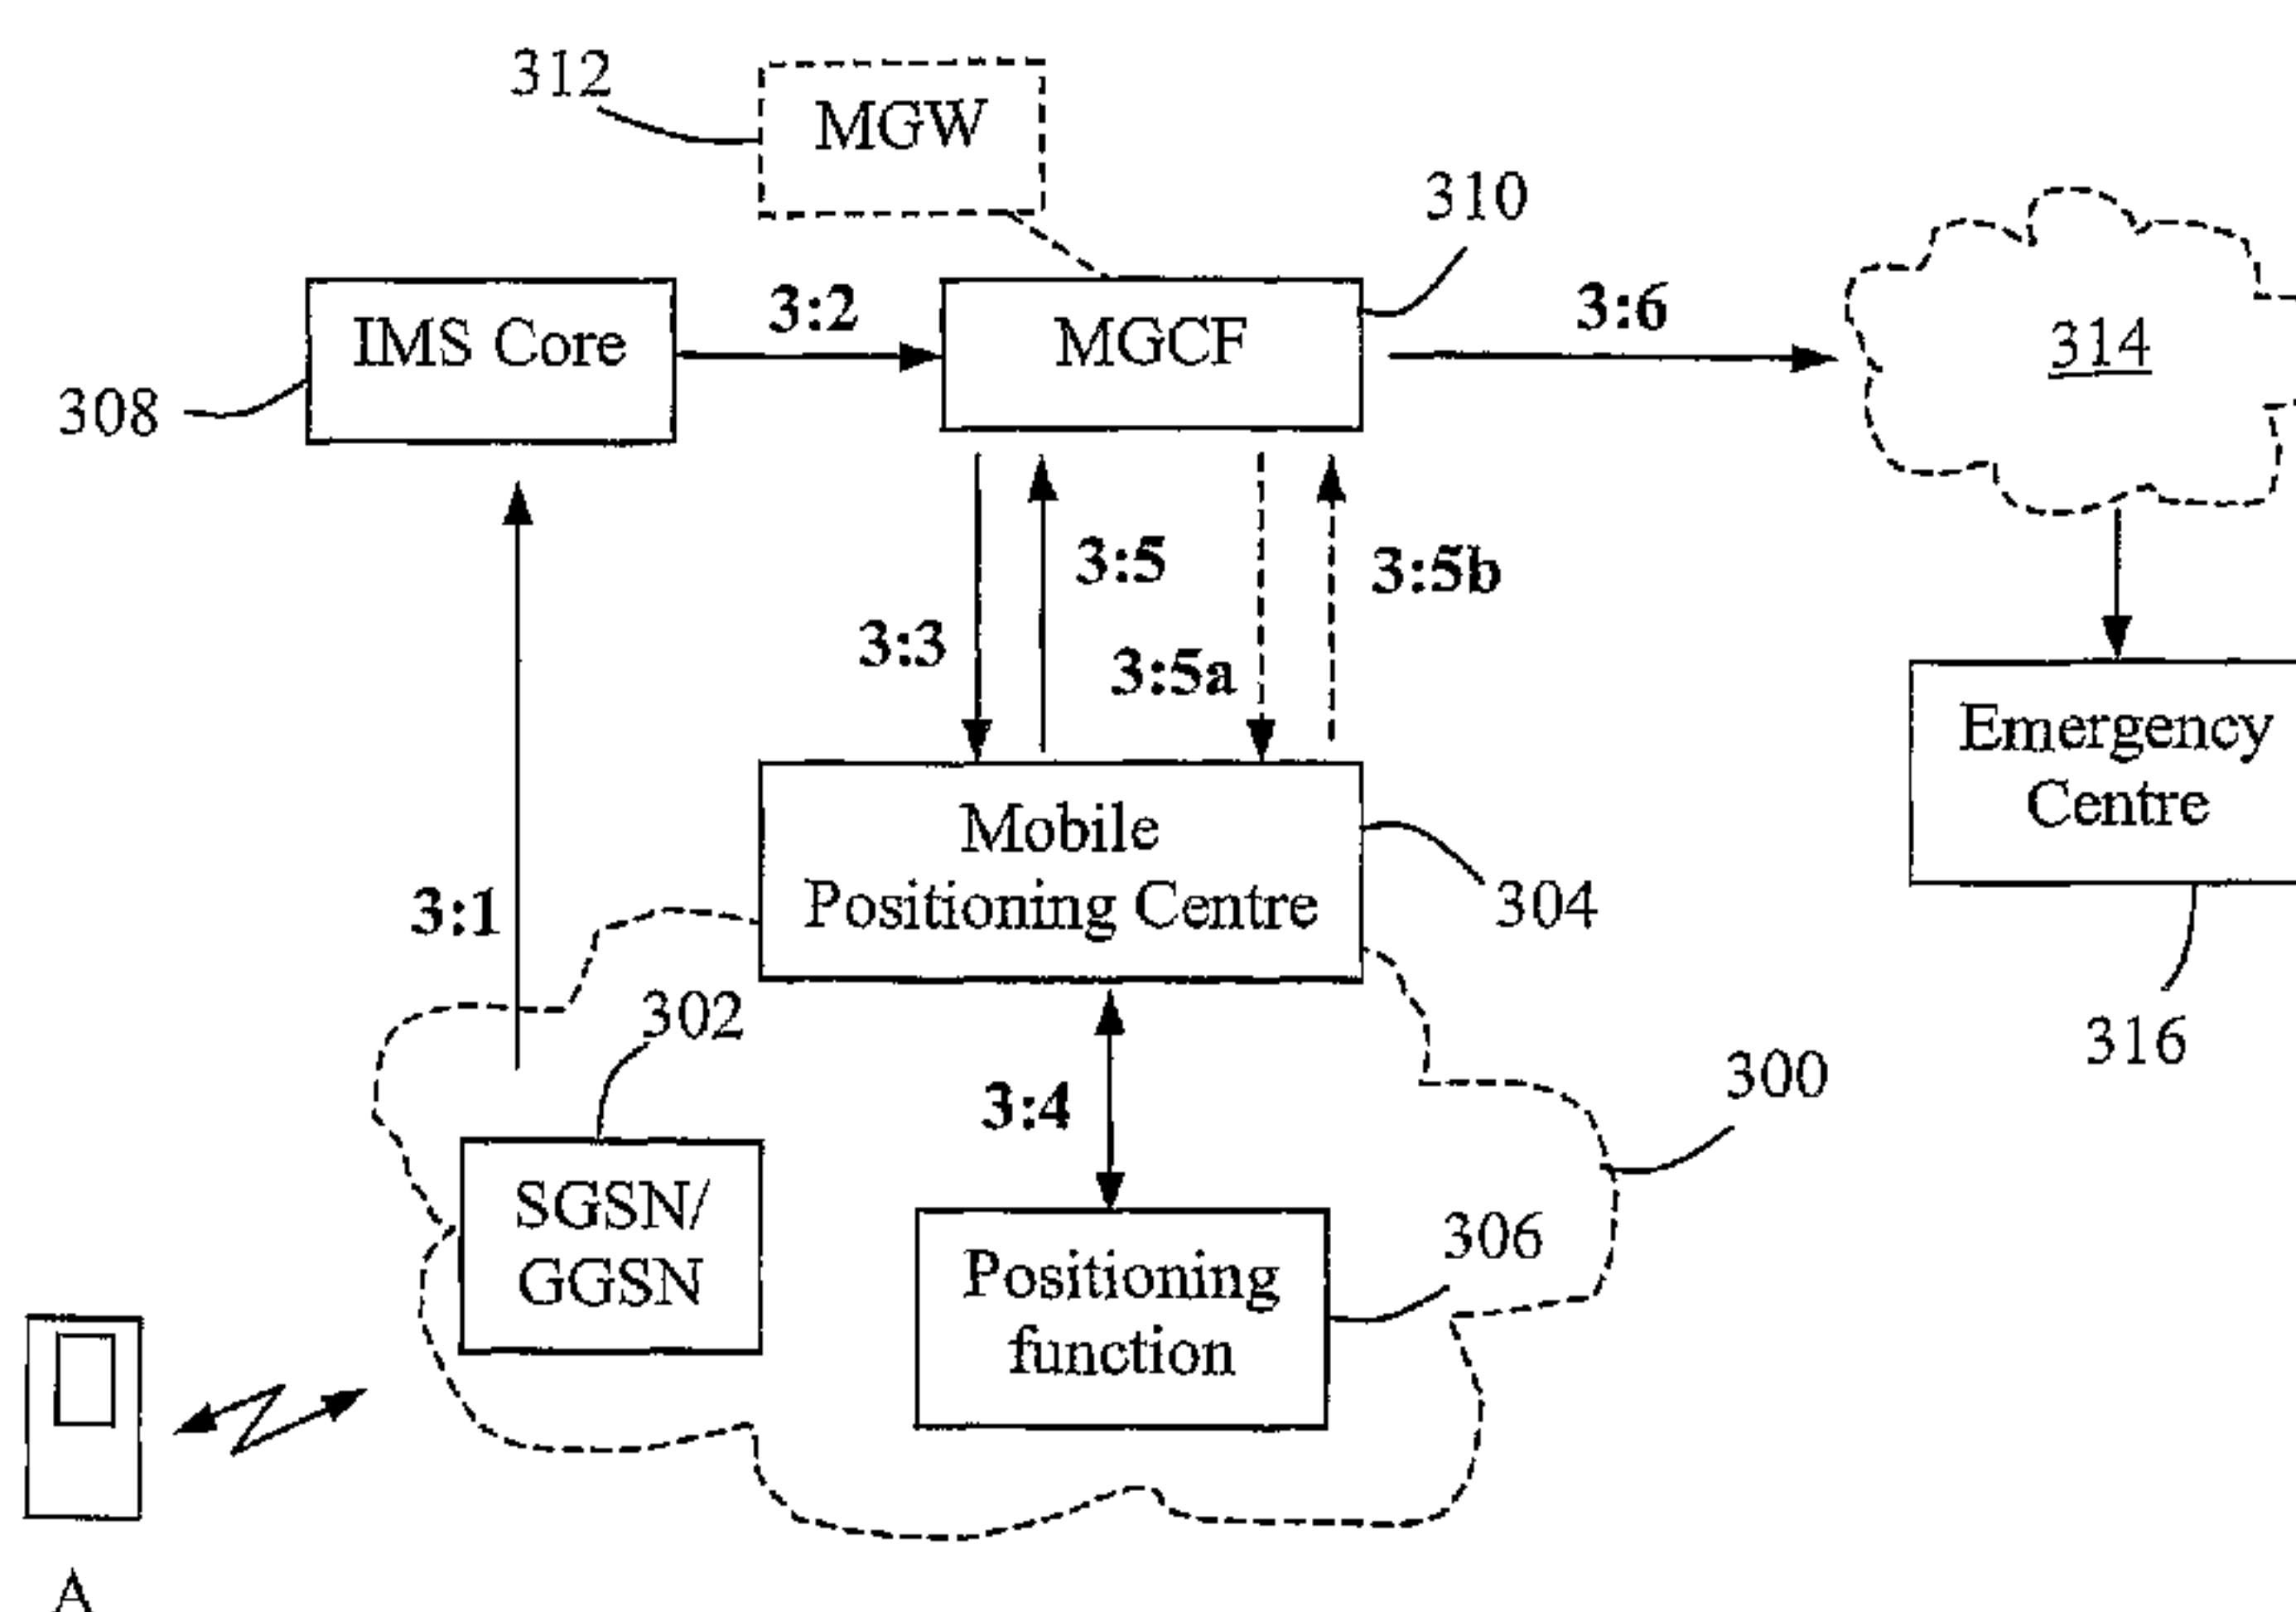 312
MGW
310
IMS Core
3:2
MGCF
3:6
314
308
3:5
3:5b
3:3
3:5a
Emergency
Centre
Mobile
Positioning Centre
304
3:1
302
316
300
3:4
SGSN/
GGSN
306
Positioning
function
A